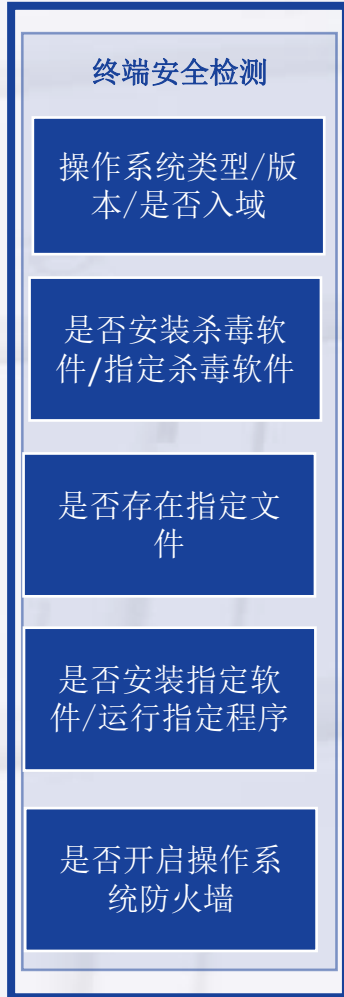 终端安全检测
操作系统类型/版
本/是否入域
是否安装杀毒软
件/指定杀毒软件
是否存在指定文
件
是否安装指定软
件/运行指定程序
是否开启操作系
统防火墙